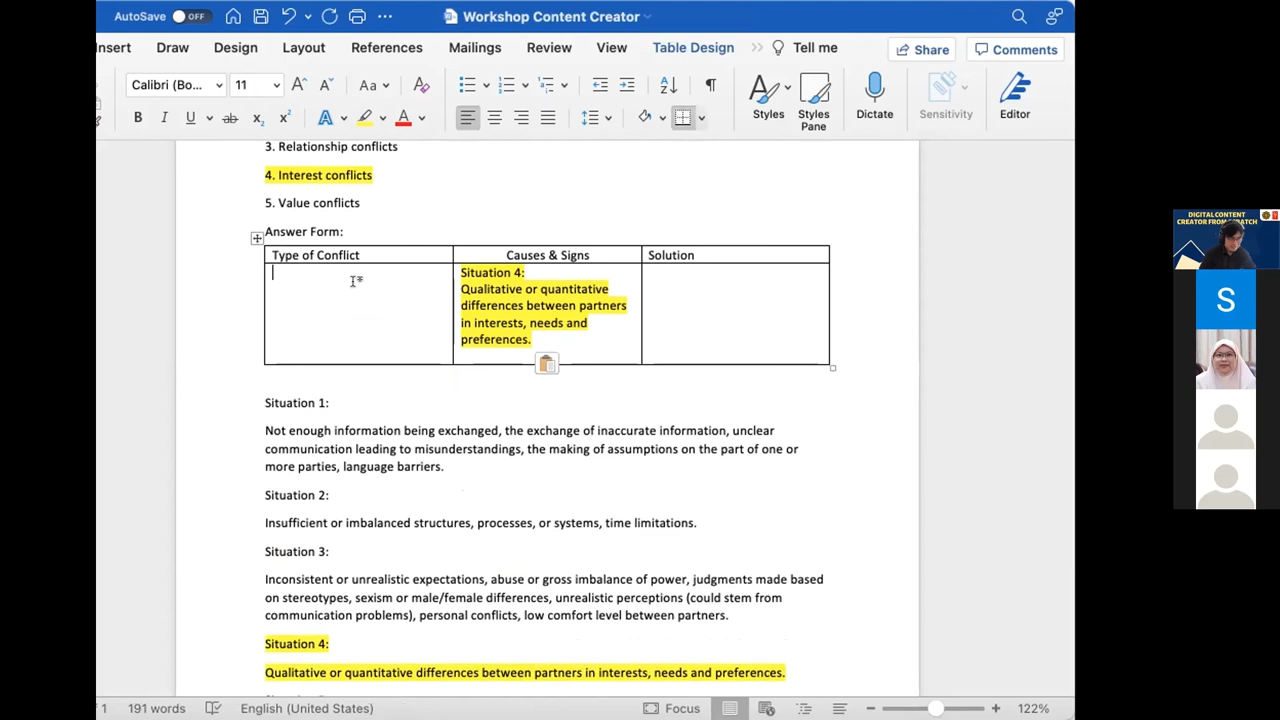 AutoSave OFF Workshop Content Creator
Insert Draw Design Layout References Mailings Review View Table Design Tell me Share Comments
Calibri (Bo... 11 Aa
Styles Styles Pane Dictate Sensitivity Editor
3. Relationship conflicts
4. Interest conflicts
5. Value conflicts
Answer Form:
Type of Conflict Causes & Signs Solution
Situation 4:
Qualitative or quantitative
differences between partners
in interests, needs and
preferences.
Situation 1:
Not enough information being exchanged, the exchange of inaccurate information, unclear
communication leading to misunderstandings, the making of assumptions on the part of one or
more parties, language barriers.
Situation 2:
Insufficient or imbalanced structures, processes, or systems, time limitations.
Situation 3:
Inconsistent or unrealistic expectations, abuse or gross imbalance of power, judgments made based
on stereotypes, sexism or male/female differences, unrealistic perceptions (could stem from
communication problems), personal conflicts, low comfort level between partners.
Situation 4:
Qualitative or quantitative differences between partners in interests, needs and preferences.
191 words English (United States) Focus 122%
DIGITAL CONTENT
CREATOR FROM SCRATCH
S